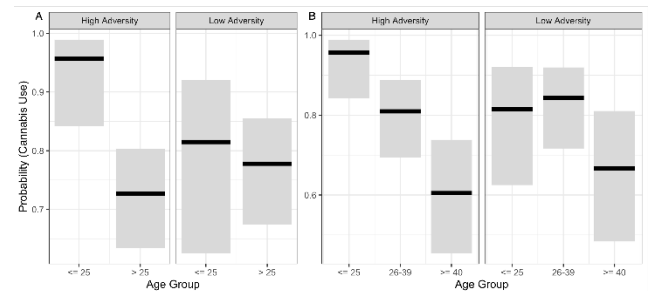 A
High Adversity
Low Adversity
B
High Adversity
Low Adversity
Probability (Cannabis Use)
1.0
0.9
0.8
0.7
1.0
0.8
0.6
<= 25
> 25
<= 25
> 25
<= 25
26-39
>= 40
<= 25
26-39
>= 40
Age Group
Age Group